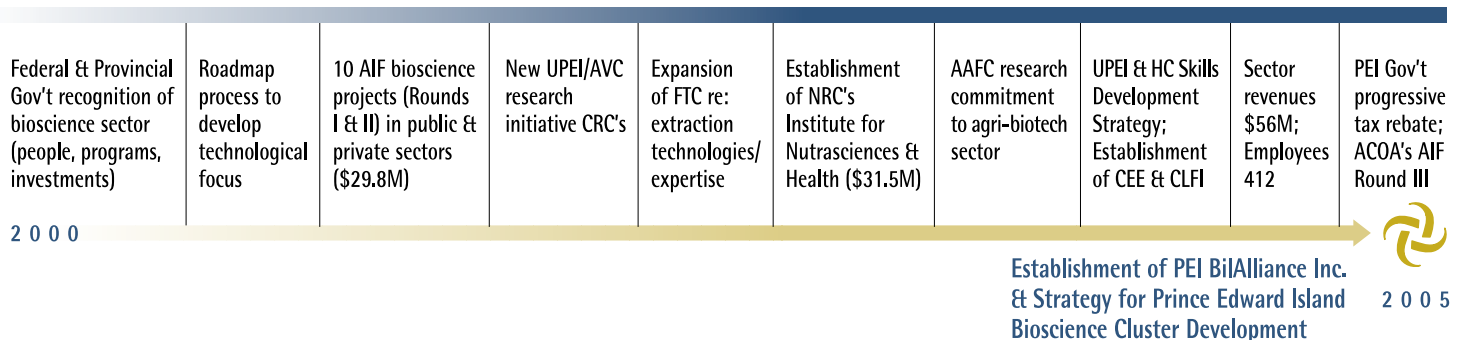 Federal & Provincial
Gov't recognition of
bioscience sector
(people, programs,
investments)
Roadmap
process to
develop
technological
focus
10 AIF bioscience
projects (Rounds
I & II) in public &
private sectors
($29.8M)
New UPEI/AVC
research
initiative CRC's
Expansion
of FTC re:
extraction
technologies/
expertise
Establishment
of NRC's
Institute for
Nutrasciences &
Health ($31.5M)
AAFC research
commitment
to agri-biotech
sector
UPEI & HC Skills
Development
Strategy;
Establishment
of CEE & CLFI
Sector
revenues
$56M;
Employees
412
PEI Gov't
progressive
tax rebate;
ACOA's AIF
Round III
2000
Establishment of PEI BilAlliance Inc.
& Strategy for Prince Edward Island
Bioscience Cluster Development
2005